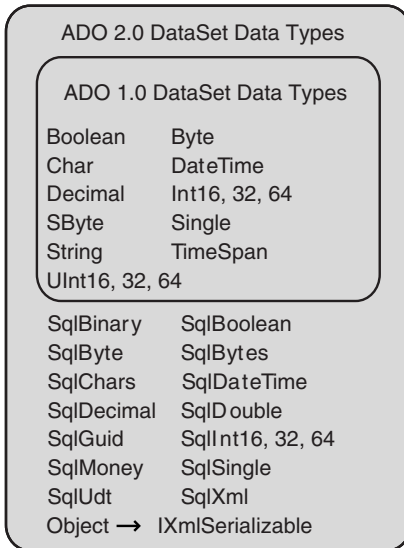 ADO 2.0 DataSet Data Types
ADO 1.0 DataSet Data Types
Boolean Byte
Char DateTime
Decimal Int16, 32, 64
SByte Single
String TimeSpan
UInt16, 32, 64
SqlBinary SqlBoolean
SqlByte SqlBytes
SqlChars SqlDateTime
SqlDecimal SqlDouble
SqlGuid SqlInt16, 32, 64
SqlMoney SqlSingle
SqlUdt SqlXml
Object → IXmlSerializable